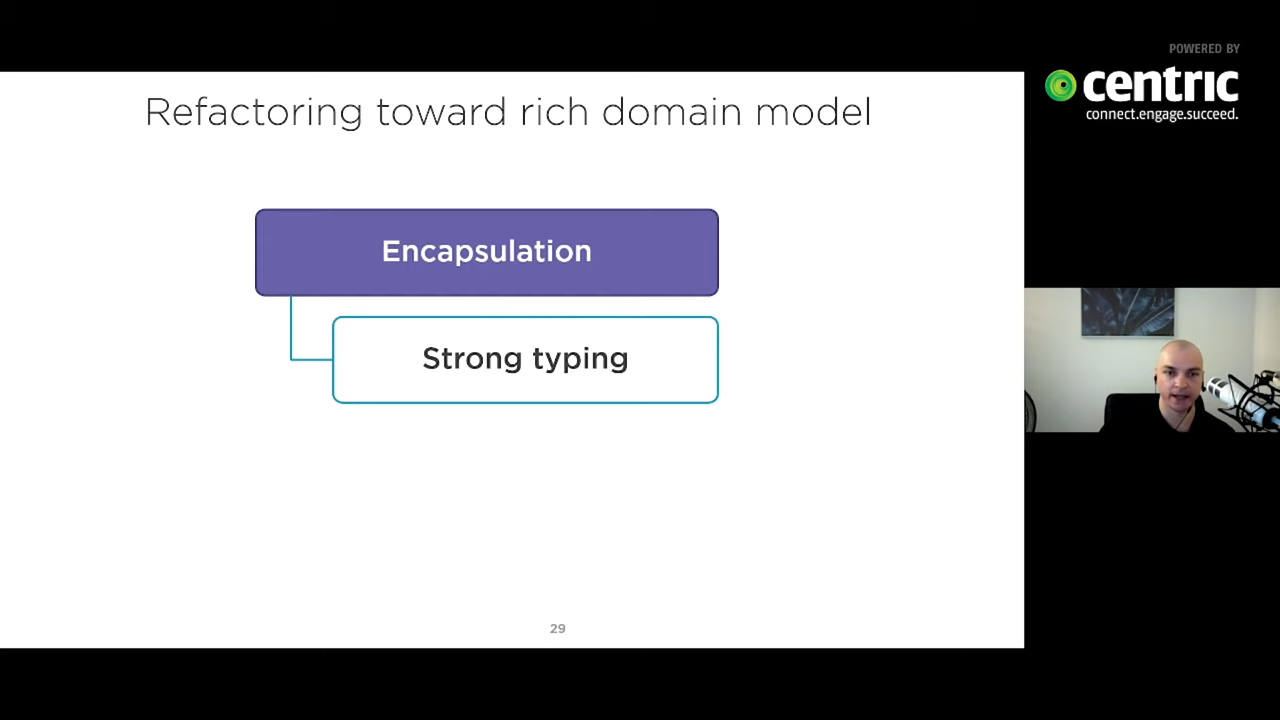 POWERED BY
centric
connect.engage.succeed.
Refactoring toward rich domain model
Encapsulation
Strong typing
29